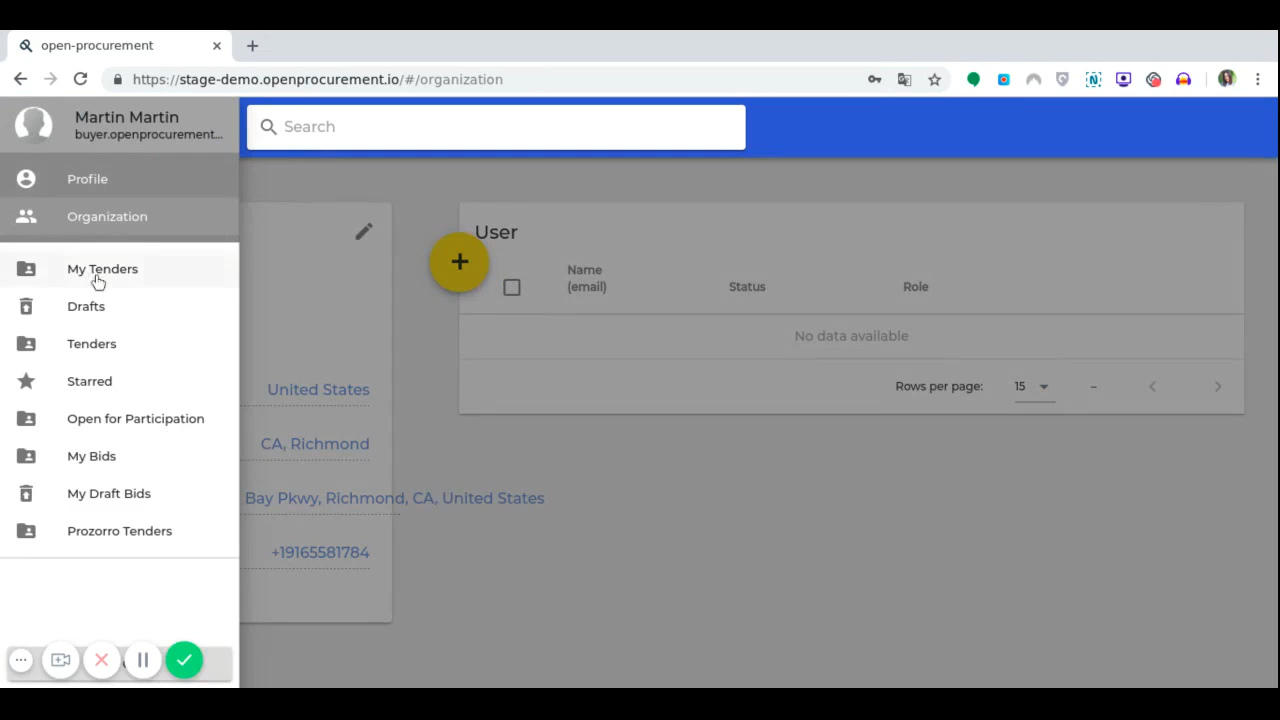 open-procurement
https://stage-demo.openprocurement.io/#/organization
Martin Martin
buyer.openprocurement...
Search
Profile
Organization
My Tenders
Drafts
Tenders
Starred
Open for Participation
My Bids
My Draft Bids
Prozorro Tenders
United States
CA, Richmond
Bay Pkwy, Richmond, CA, United States
+19165581784
User
+
Name
(email)
Status
Role
No data available
Rows per page:
15
–